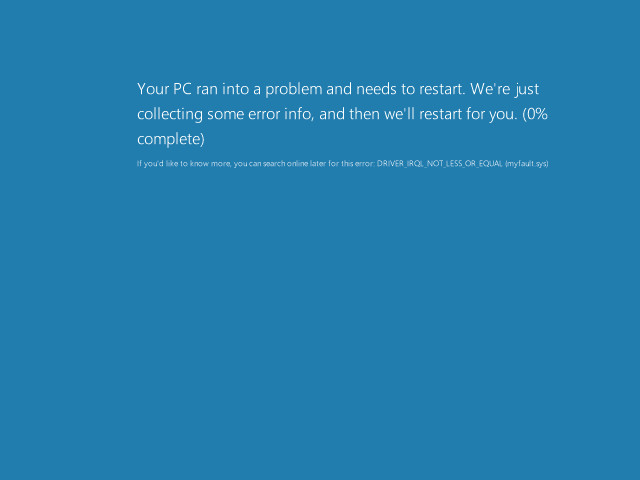 Your PC ran into a problem and needs to restart. We're just
collecting some error info, and then we'll restart for you. (0%
complete)
If you'd like to know more, you can search online later for this error: DRIVER_IRQL_NOT_LESS_OR_EQUAL (myfault.sys)